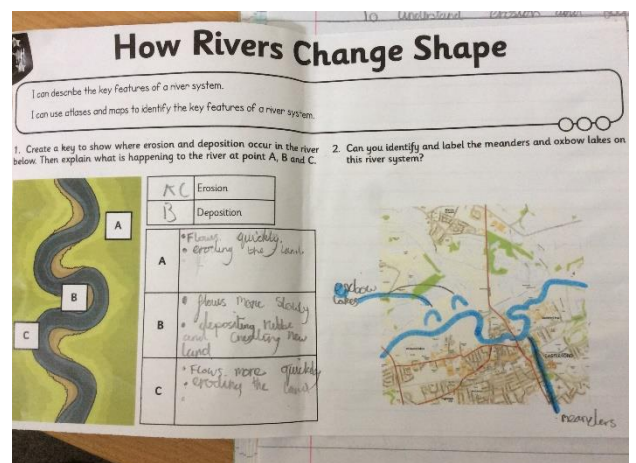 To understand erosion
How Rivers Change Shape
I can describe the key features of a river system.
I can use atlases and maps to identify the key features of a river system.
1. Create a key to show where erosion and deposition occur in the river
below. Then explain what is happening to the river at point A, B and C.
A
B
C
AC Erosion
B Deposition
A
• Flows quickly.
• eroding the land.
B
• flows more slowly
• depositing
and creating new
land
C
• Flows more quickly
• eroding the land
2. Can you identify and label the meanders and oxbow lakes on
this river system?
oxbow
lakes
meanders